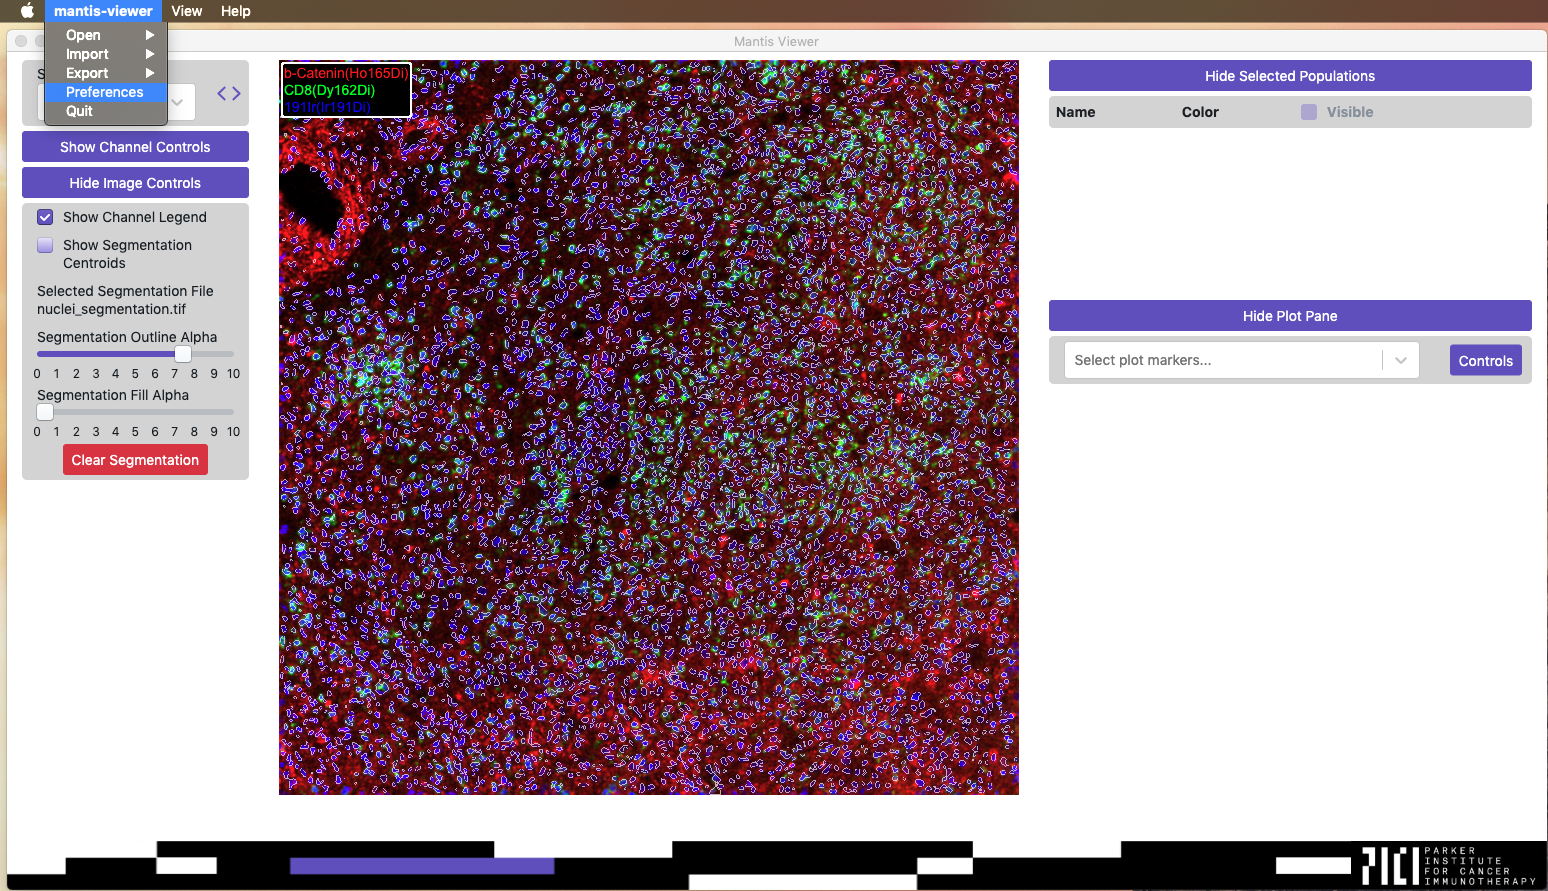 mantis-viewer View Help
Open
Import
Export
Preferences
Quit
Mantis Viewer
S
Show Channel Controls
Hide Image Controls
Show Channel Legend
Show Segmentation
Centroids
Selected Segmentation File
nuclei_segmentation.tif
Segmentation Outline Alpha
0 1 2 3 4 5 6 7 8 9 10
Segmentation Fill Alpha
0 1 2 3 4 5 6 7 8 9 10
Clear Segmentation
b-Catenin(Ho165Di)
CD8(Dy162Di)
191Ir(Ir191Di)
Hide Selected Populations
Name Color Visible
Hide Plot Pane
Select plot markers... Controls
PICI
PARKER
INSTITUTE
FOR CANCER
IMMUNOTHERAPY